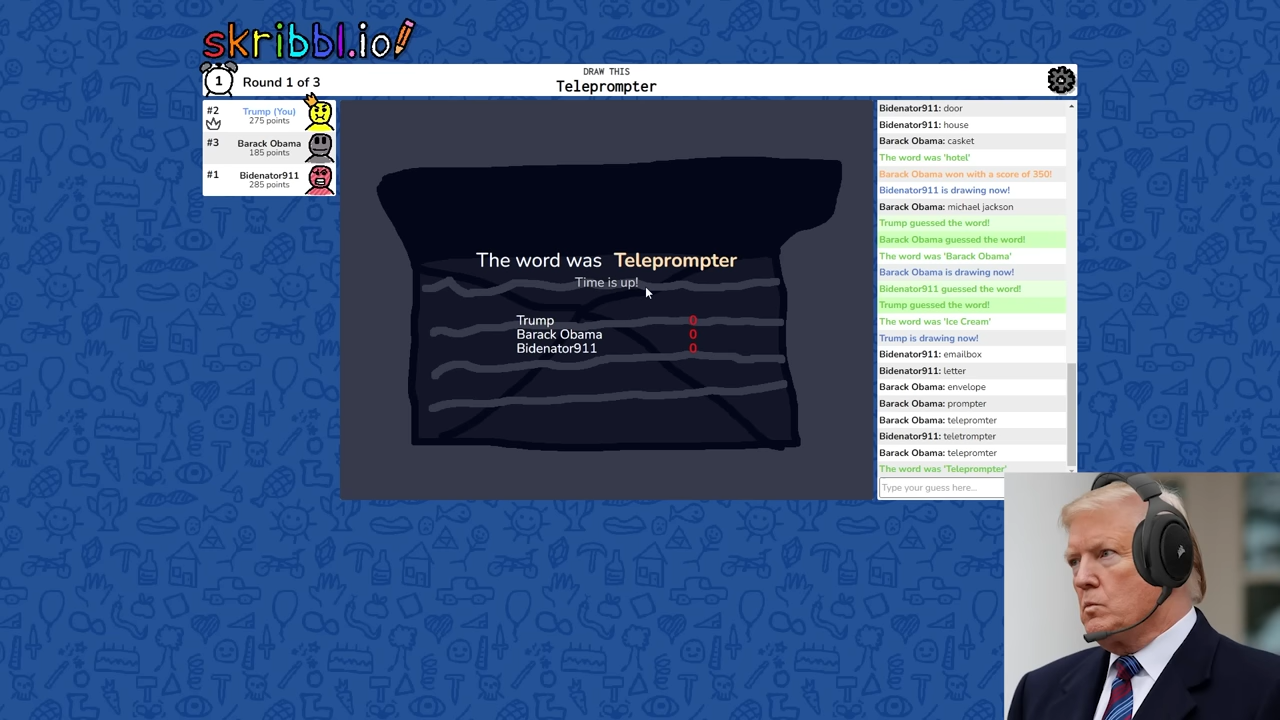 skribbl.io
1
Round 1 of 3
DRAW THIS
Teleprompter
#2
Trump (You)
275 points
#3
Barack Obama
185 points
#1
Bidenator911
285 points
The word was Teleprompter
Time is up!
Trump 0
Barack Obama 0
Bidenator911 0
Bidenator911: door
Bidenator911: house
Barack Obama: casket
The word was 'hotel'
Barack Obama won with a score of 350!
Bidenator911 is drawing now!
Barack Obama: michael jackson
Trump guessed the word!
Barack Obama guessed the word!
The word was 'Barack Obama'
Barack Obama is drawing now!
Bidenator911 guessed the word!
Trump guessed the word!
The word was 'Ice Cream'
Trump is drawing now!
Bidenator911: emailbox
Bidenator911: letter
Barack Obama: envelope
Barack Obama: prompter
Barack Obama: telepromter
Bidenator911: teletrompter
Barack Obama: telepromter
The word was 'Teleprompter'
Type your guess here...